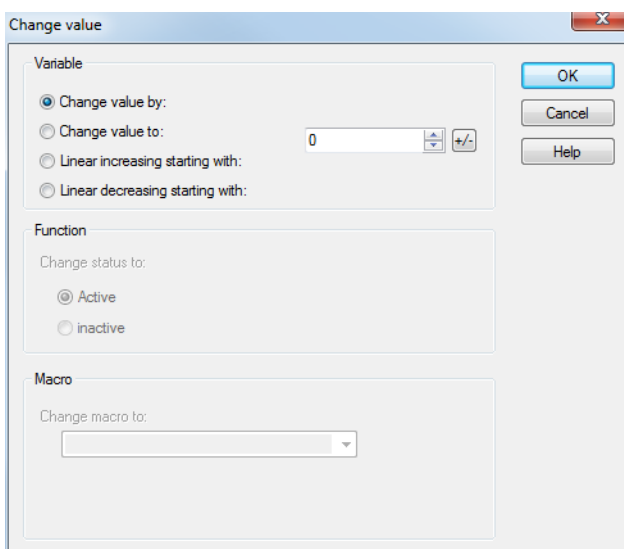 Change value
Variable
Change value by:
Change value to:
0
+/-
Linear increasing starting with:
Linear decreasing starting with:
OK
Cancel
Help
Function
Change status to:
Active
inactive
Macro
Change macro to: